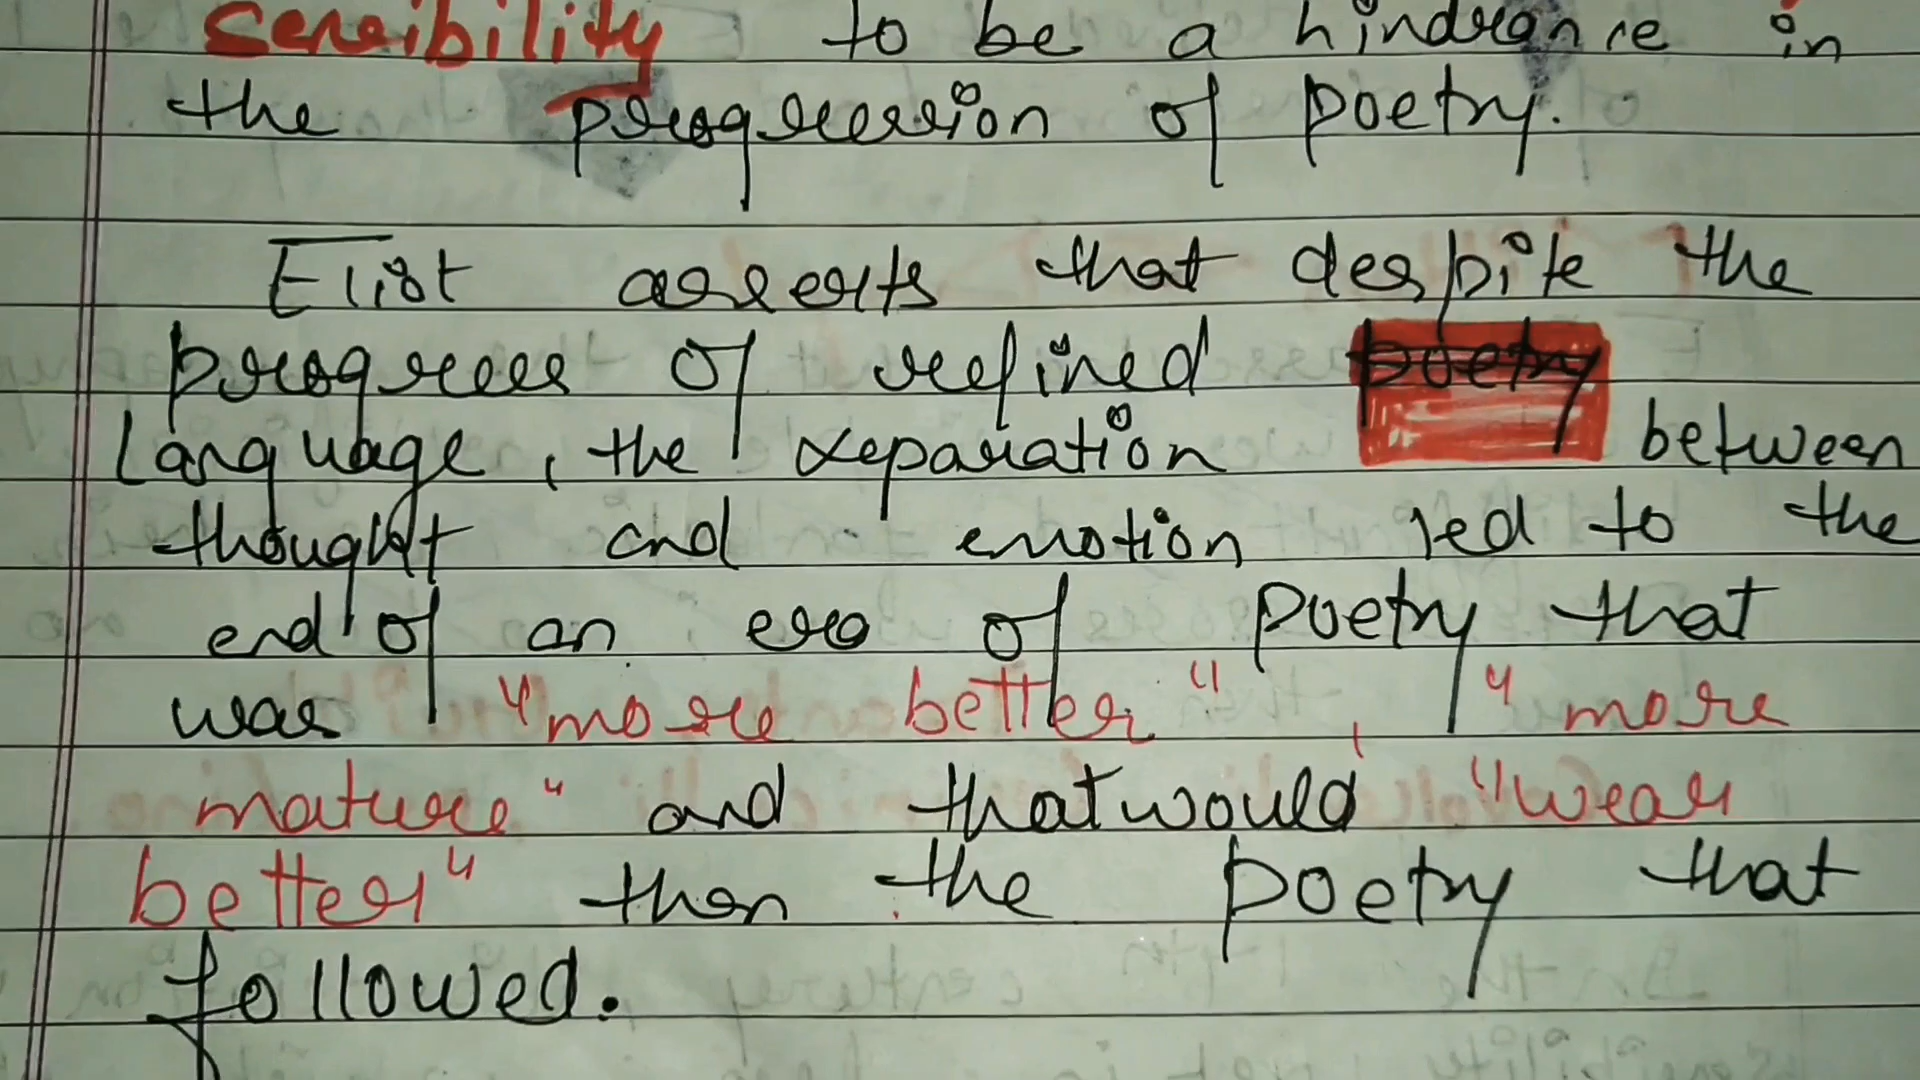 sensibility to be a hindrance in
the progression of poetry.
Eliot asserts that despite the
progress of refined poetry
language, the separation between
thought and emotion led to the
end of an era of poetry that
was "more better", "more
mature" and that would "wear
better" than the poetry that
followed.